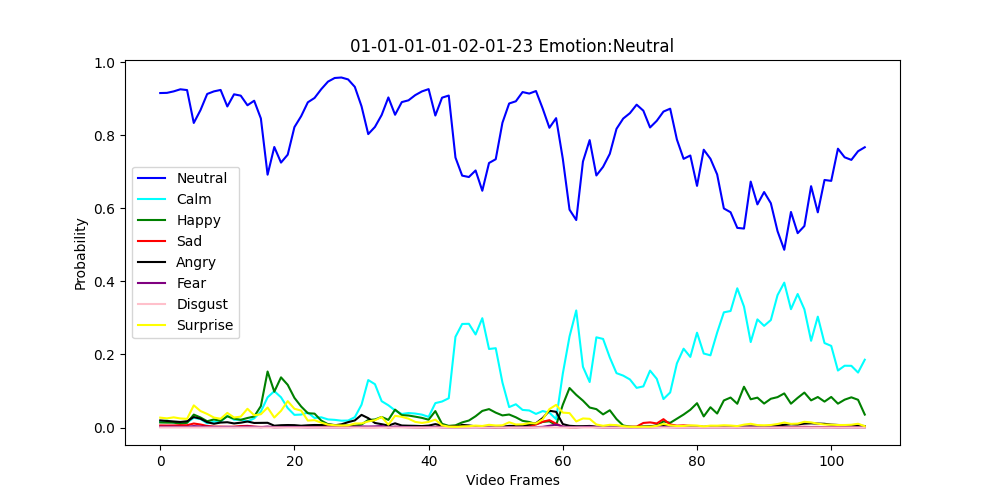 01-01-01-01-02-01-23 Emotion:Neutral
1.0
0.8
0.6
0.4
0.2
0.0
Probability
Neutral
Calm
Happy
Sad
Angry
Fear
Disgust
Surprise
0 20 40 60 80 100
Video Frames